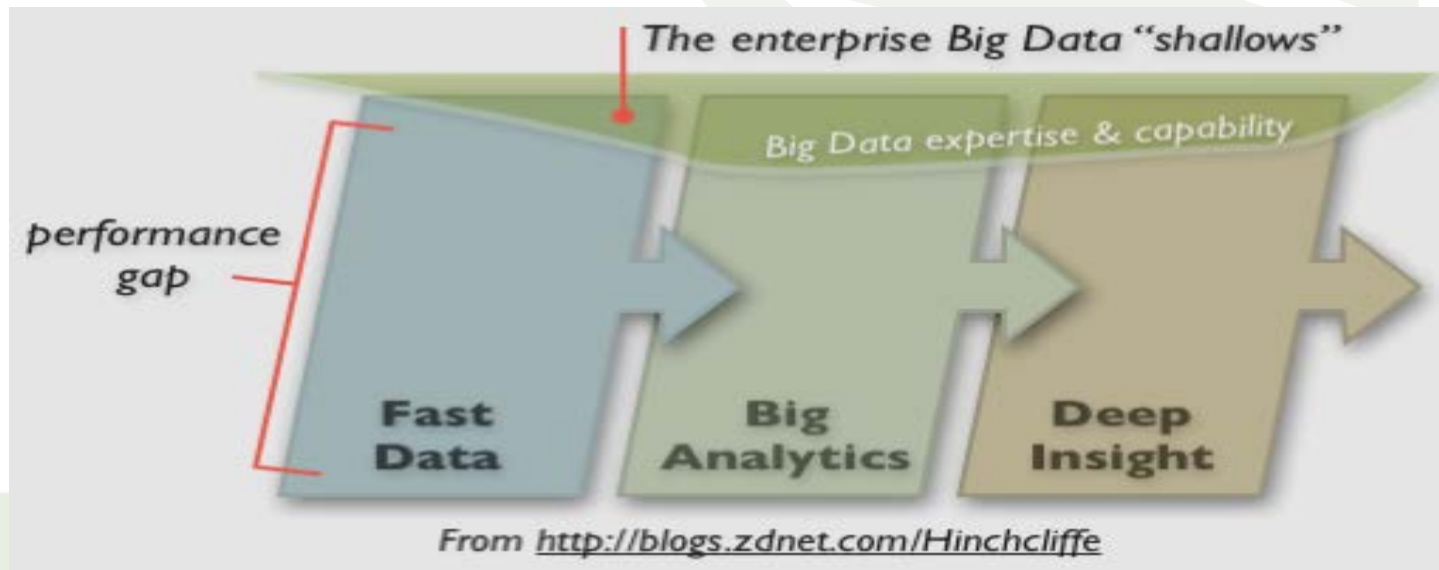 The enterprise Big Data “shallows”
Big Data expertise & capability
performance
gap
Fast
Data
Big
Analytics
Deep
Insight
From http://blogs.zdnet.com/Hinchcliffe